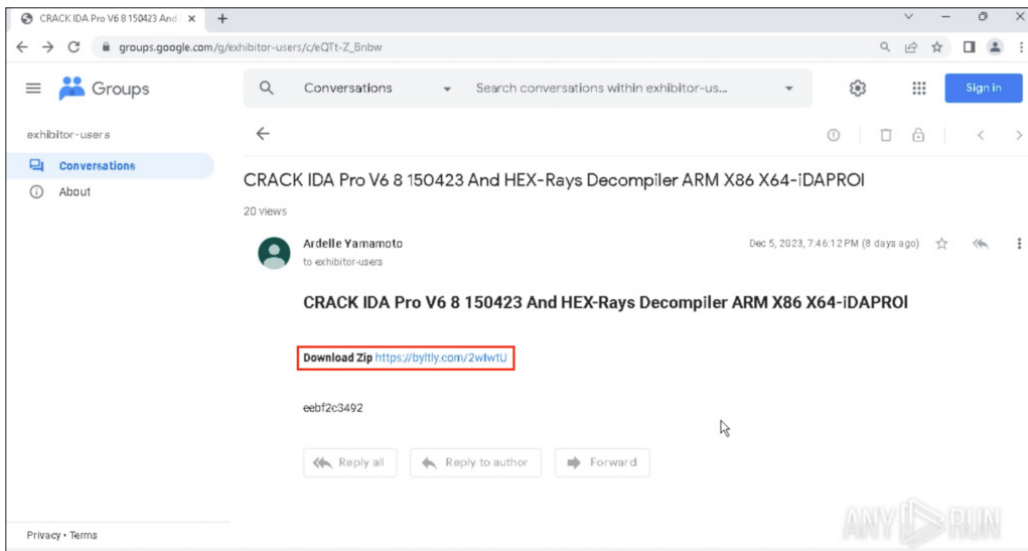 CRACK IDA Pro V6 8 150423 And
groups.google.com/g/exhibitor-users/c/eQTt-Z_Bnbw
Groups
Conversations
Search conversations within exhibitor-us...
Sign in
exhibitor-users
Conversations
About
CRACK IDA Pro V6 8 150423 And HEX-Rays Decompiler ARM X86 X64-iDAPROl
20 views
Ardelle Yamamoto
Dec 5, 2023, 7:46:12 PM (8 days ago)
to exhibitor-users
CRACK IDA Pro V6 8 150423 And HEX-Rays Decompiler ARM X86 X64-iDAPROl
Download Zip https://byltly.com/2wIwtU
eebf2c3492
Reply all
Reply to author
Forward
Privacy • Terms
ANY RUN